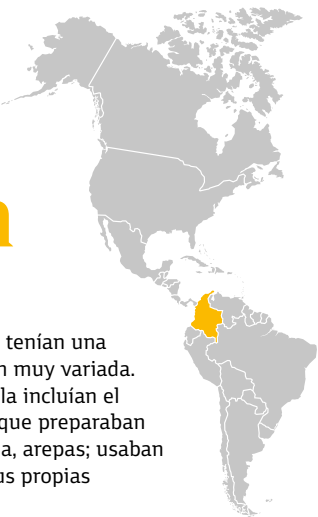 a
tenían una
n muy variada.
la incluían el
que preparaban
a, arepas; usaban
us propias